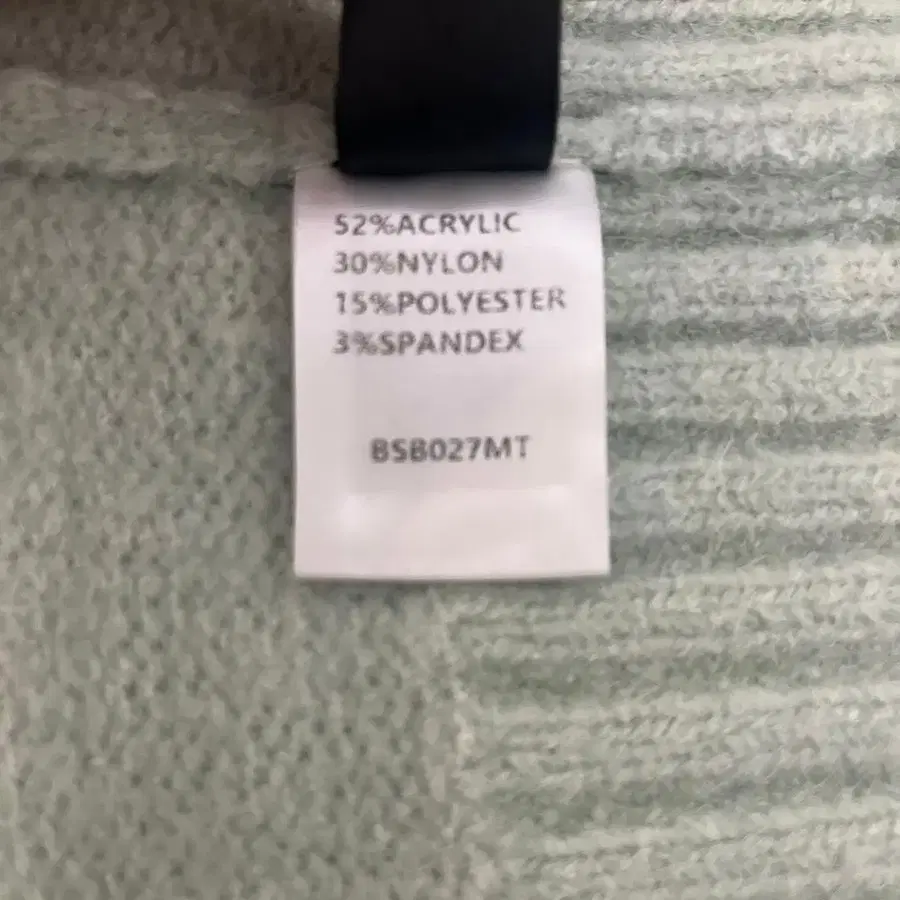 52%ACRYLIC
30%NYLON
15%POLYESTER
3%SPANDEX
BSB027MT